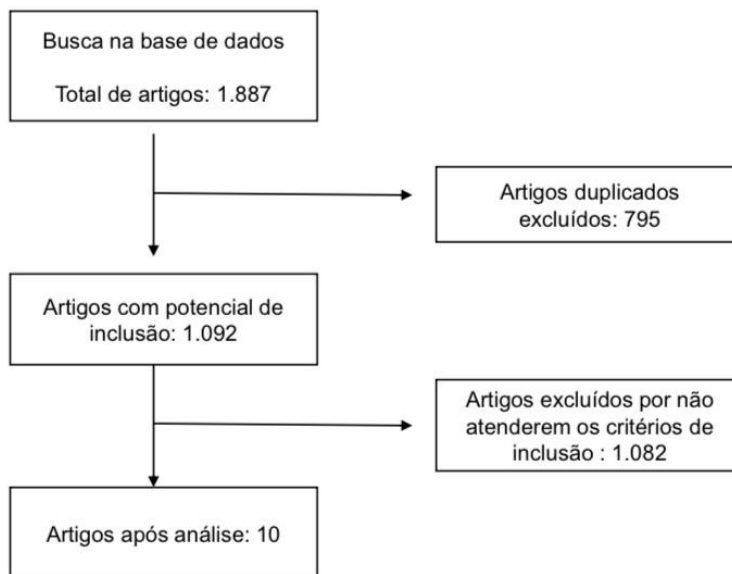 Busca na base de dados
Total de artigos: 1.887
Artigos duplicados
excluídos: 795
Artigos com potencial de
inclusão: 1.092
Artigos excluídos por não
atenderem os critérios de
inclusão : 1.082
Artigos após análise: 10